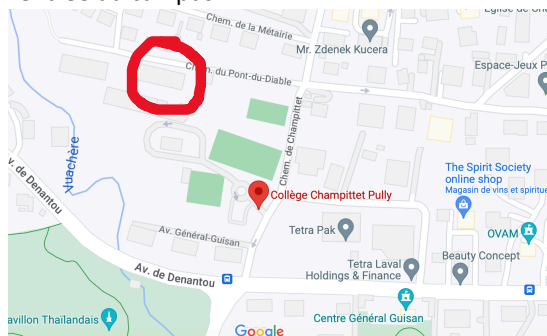 Chem. de la Métairie
Mr. Zdenek Kucera
Espace-Jeux P
Chem. du Pont-du-Diable
Chem. de Champittet
Vuachère
v. de Denantou
The Spirit Society
online shop
Magasin de vins et spiritue
Collège Champittet Pully
Tetra Pak
OVAM
Av. Général-Guisan
Beauty Concept
Tetra Laval
Holdings & Finance
Av. de Denantou
avillon Thaïlandais
Centre Général Guisan
Google